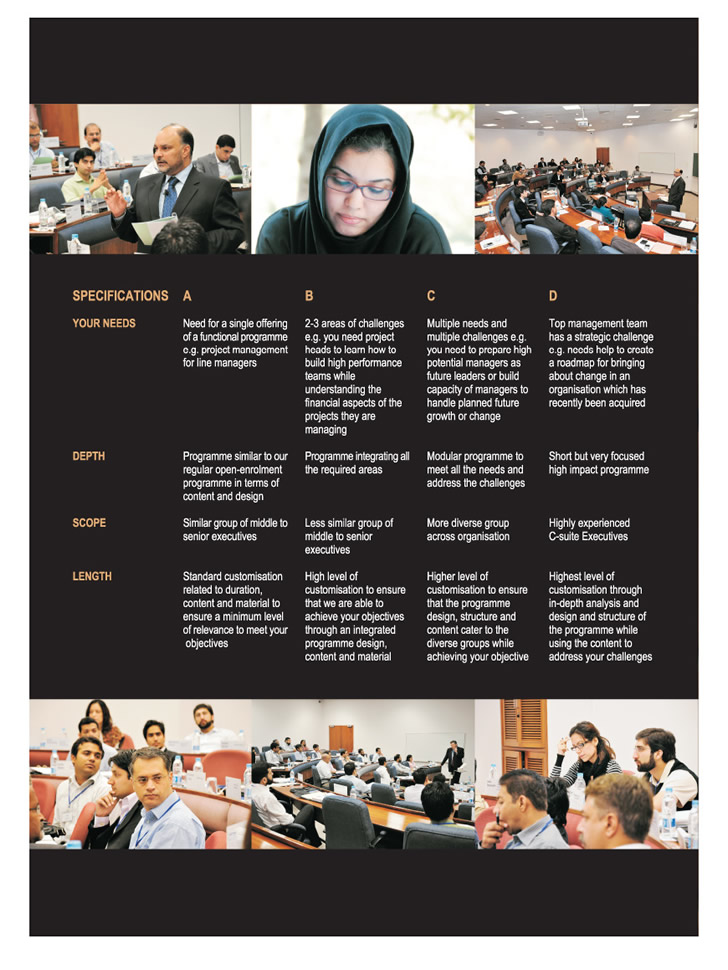 SPECIFICATIONS A B C D
YOUR NEEDS
Need for a single offering
of a functional programme
e.g. project management
for line managers
2-3 areas of challenges
e.g. you need project
heads to learn how to
build high performance
teams while
understanding the
financial aspects of the
projects they are
managing
Multiple needs and
multiple challenges e.g.
you need to prepare high
potential managers as
future leaders or build
capacity of managers to
handle planned future
growth or change
Top management team
has a strategic challenge
e.g. needs help to create
a roadmap for bringing
about change in an
organisation which has
recently been acquired
DEPTH
Programme similar to our
regular open-enrolment
programme in terms of
content and design
Programme integrating all
the required areas
Modular programme to
meet all the needs and
address the challenges
Short but very focused
high impact programme
SCOPE
Similar group of middle to
senior executives
Less similar group of
middle to senior
executives
More diverse group
across organisation
Highly experienced
C-suite Executives
LENGTH
Standard customisation
related to duration,
content and material to
ensure a minimum level
of relevance to meet your
objectives
High level of
customisation to ensure
that we are able to
achieve your objectives
through an integrated
programme design,
content and material
Higher level of
customisation to ensure
that the programme
design, structure and
content cater to the
diverse groups while
achieving your objective
Highest level of
customisation through
in-depth analysis and
design and structure of
the programme while
using the content to
address your challenges